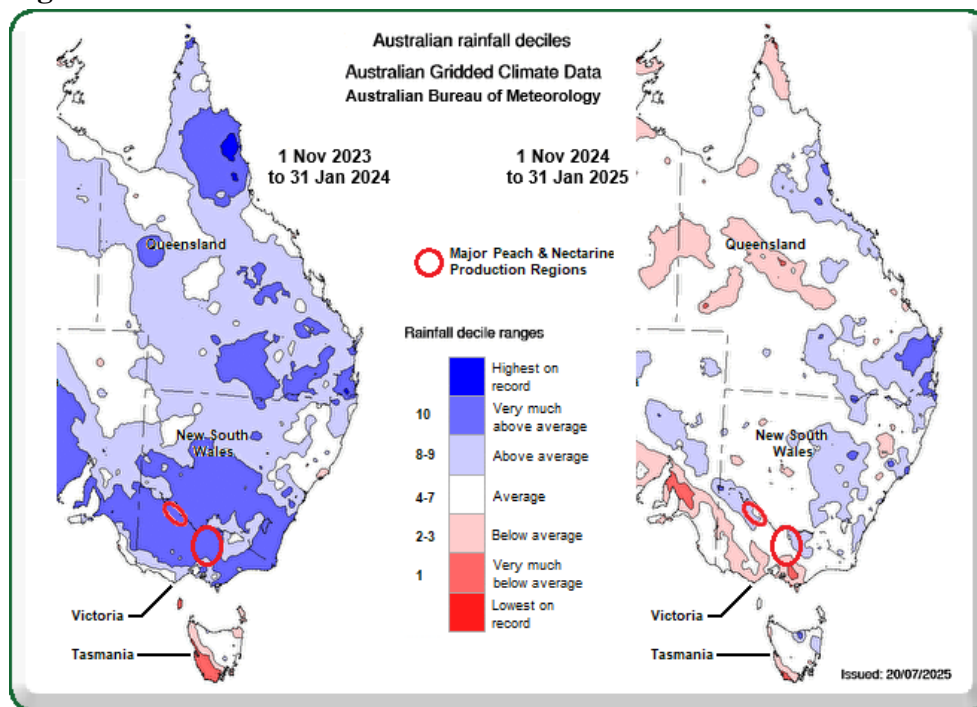 Australian rainfall deciles
Australian Gridded Climate Data
Australian Bureau of Meteorology
1 Nov 2023
to 31 Jan 2024
1 Nov 2024
to 31 Jan 2025
Queensland
Major Peach & Nectarine
Production Regions
Queensland
Rainfall decile ranges
Highest on
record
10
Very much
above average
8-9
Above average
4-7
Average
2-3
Below average
1
Very much
below average
Lowest on
record
New South
Wales
New South
Wales
Victoria
Tasmania
Victoria
Tasmania
Issued: 20/07/2025